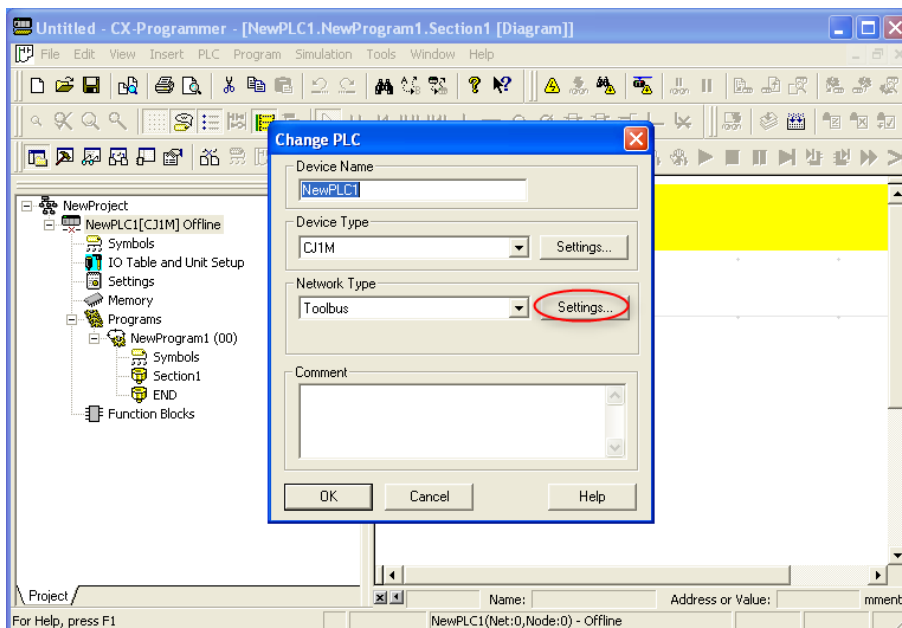 Untitled - CX-Programmer - [NewPLC1.NewProgram1.Section1 [Diagram]]
File Edit View Insert PLC Program Simulation Tools Window Help
Change PLC
Device Name
NewPLC1
Device Type
CJ1M
Settings...
Network Type
Toolbus
Settings...
Comment
OK
Cancel
Help
NewProject
NewPLC1[CJ1M] Offline
Symbols
IO Table and Unit Setup
Settings
Memory
Programs
NewProgram1 (00)
Symbols
Section1
END
Function Blocks
Project
Name:
Address or Value:
mment
For Help, press F1
NewPLC1(Net:0,Node:0) - Offline